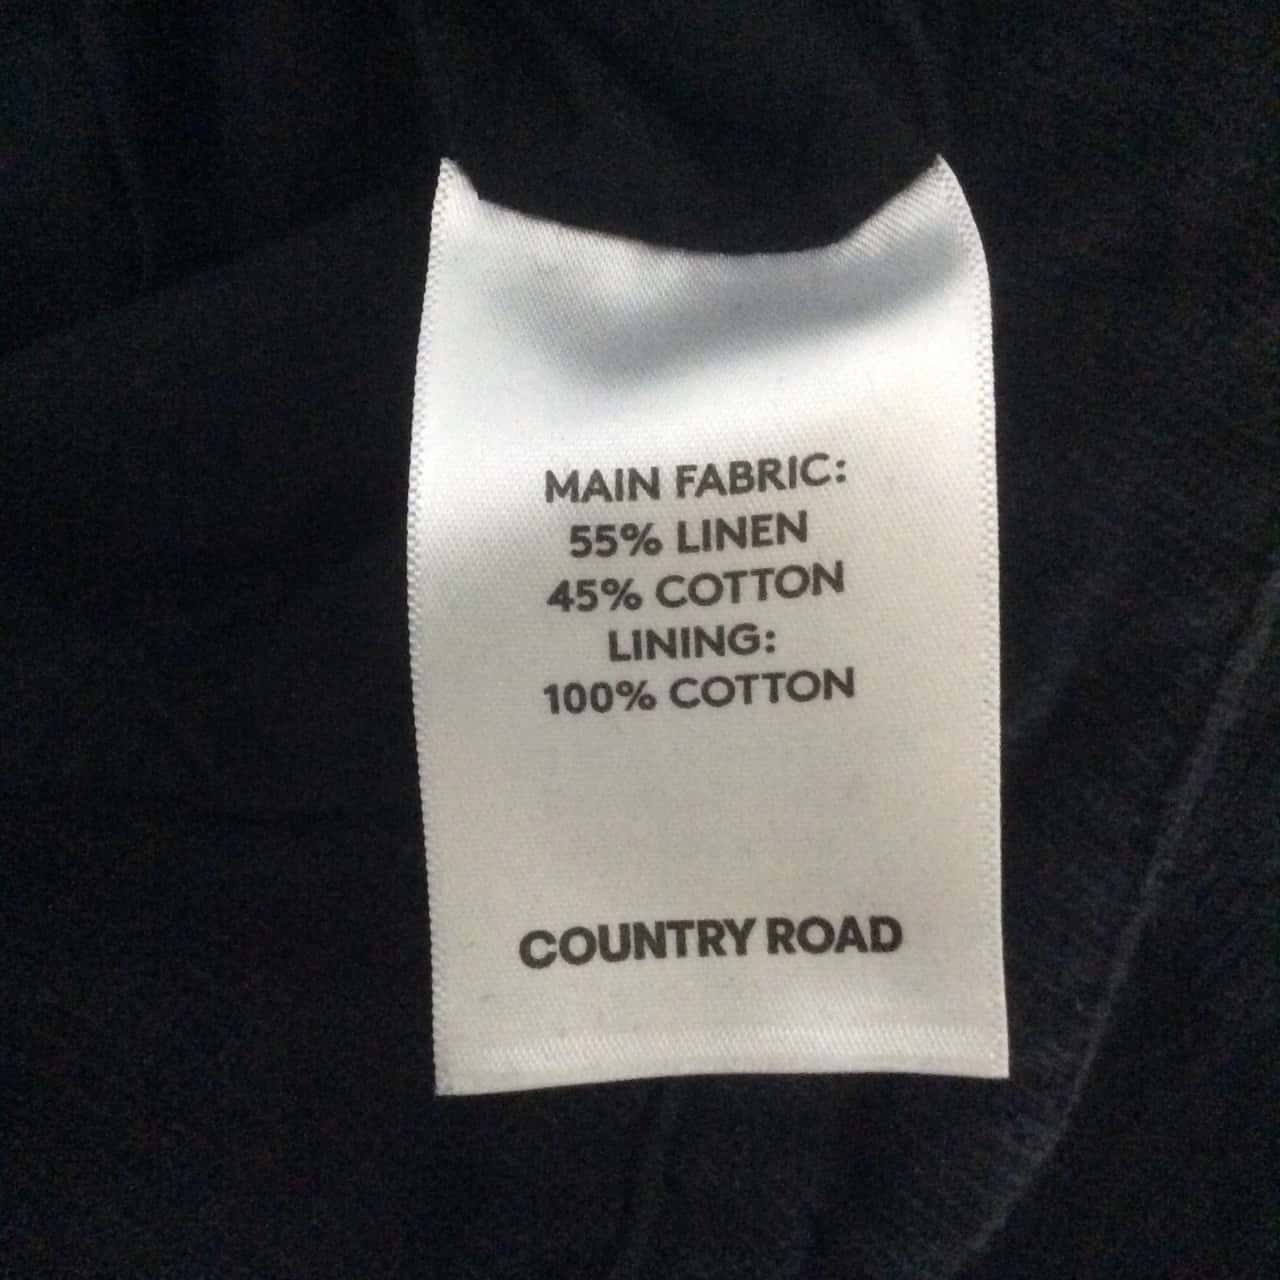 MAIN FABRIC:
55% LINEN
45% COTTON
LINING:
100% COTTON
COUNTRY ROAD